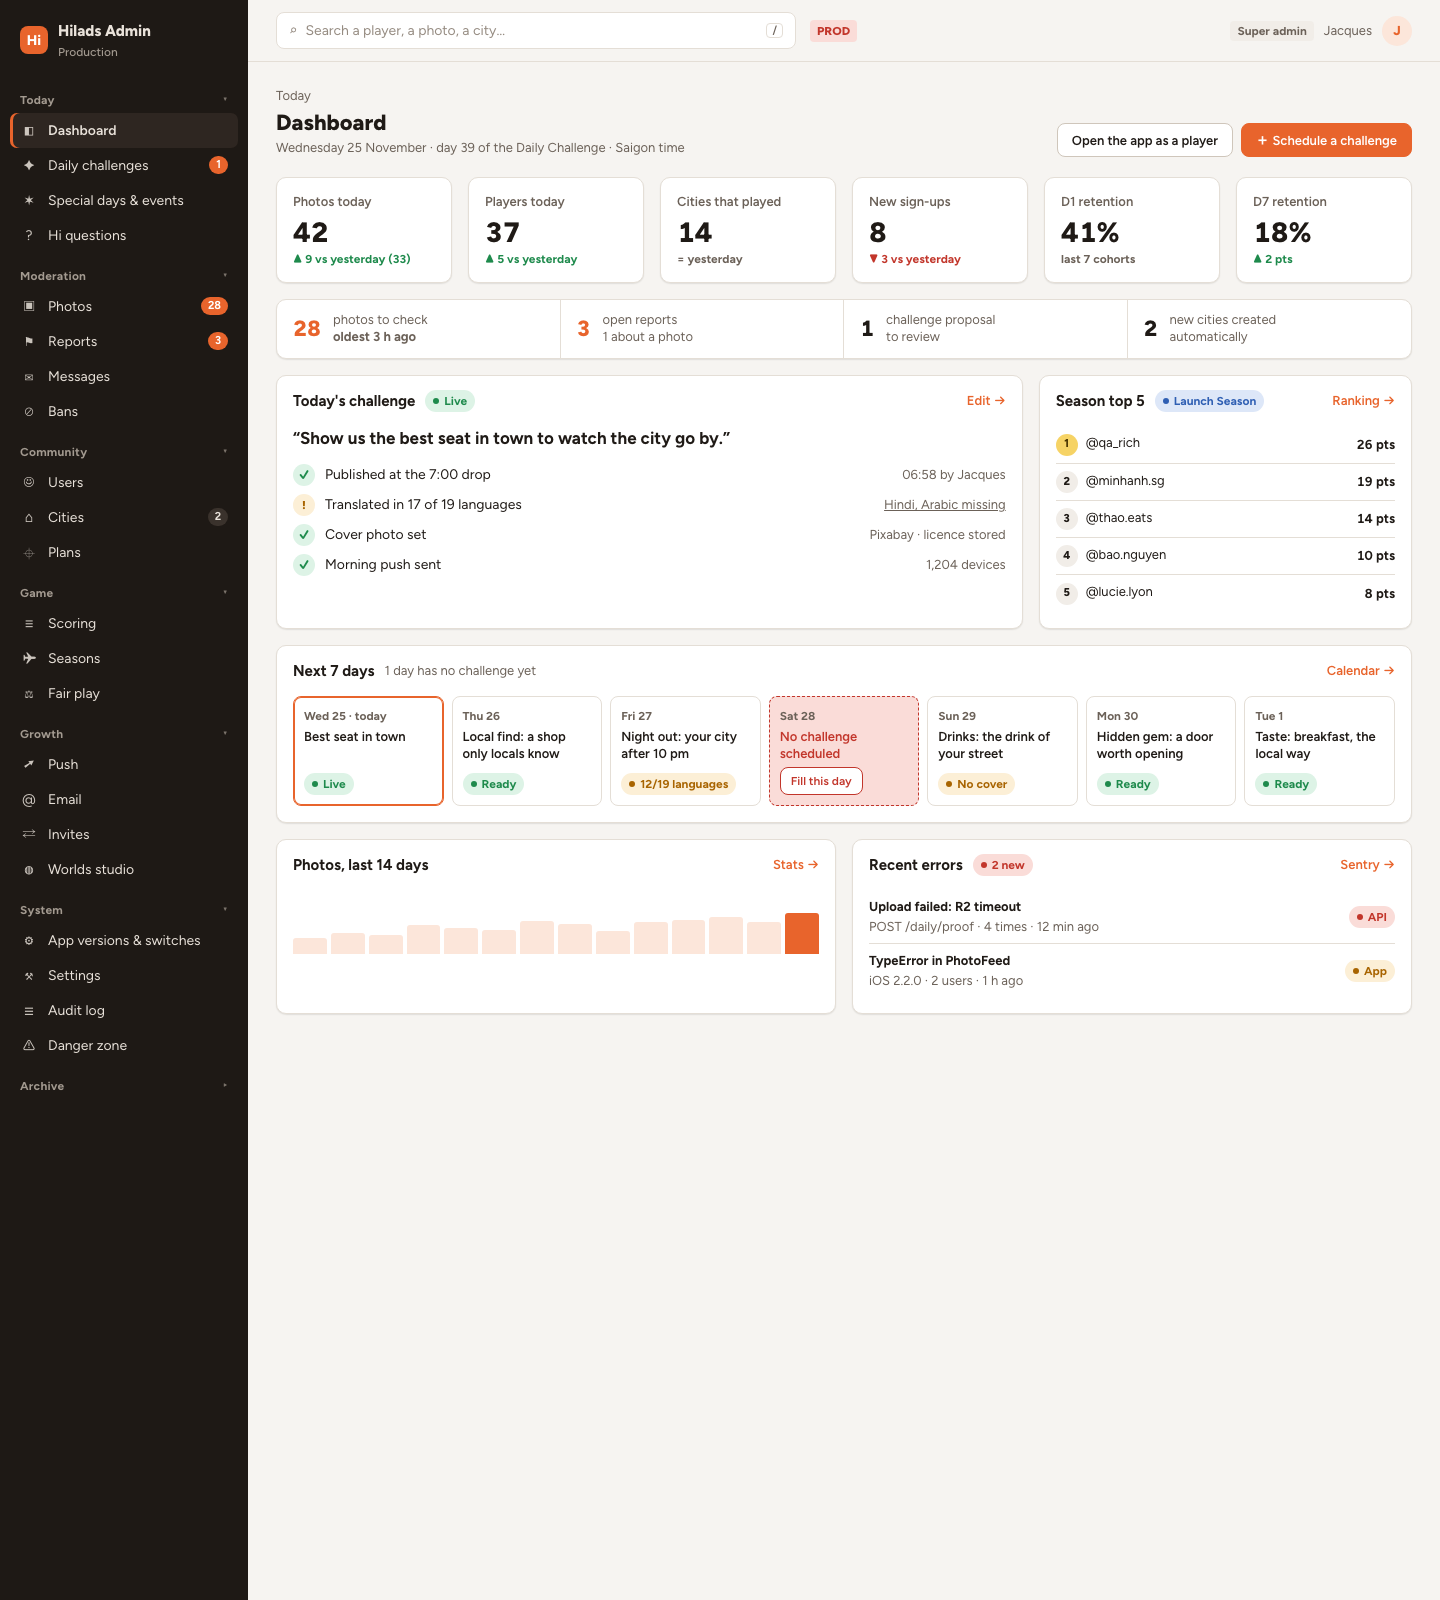 Hi
Hilads Admin
Production
Today
Dashboard
Daily challenges 1
Special days & events
? Hi questions
Moderation
Photos 28
Reports 3
Messages
Bans
Community
Users
Cities 2
Plans
Game
Scoring
Seasons
Fair play
Growth
Push
@ Email
Invites
Worlds studio
System
App versions & switches
Settings
Audit log
Danger zone
Archive
Search a player, a photo, a city... /
PROD
Super admin Jacques J
Today
Dashboard
Wednesday 25 November · day 39 of the Daily Challenge · Saigon time
Open the app as a player
+ Schedule a challenge
Photos today
42
▲ 9 vs yesterday (33)
Players today
37
▲ 5 vs yesterday
Cities that played
14
= yesterday
New sign-ups
8
▼ 3 vs yesterday
D1 retention
41%
last 7 cohorts
D7 retention
18%
▲ 2 pts
28 photos to check
oldest 3 h ago
3 open reports
1 about a photo
1 challenge proposal
to review
2 new cities created
automatically
Today's challenge Live Edit →
“Show us the best seat in town to watch the city go by.”
✓ Published at the 7:00 drop 06:58 by Jacques
! Translated in 17 of 19 languages Hindi, Arabic missing
✓ Cover photo set Pixabay · licence stored
✓ Morning push sent 1,204 devices
Season top 5 Launch Season Ranking →
1 @qa_rich 26 pts
2 @minhanh.sg 19 pts
3 @thao.eats 14 pts
4 @bao.nguyen 10 pts
5 @lucie.lyon 8 pts
Next 7 days 1 day has no challenge yet Calendar →
Wed 25 · today
Best seat in town
Live
Thu 26
Local find: a shop
only locals know
Ready
Fri 27
Night out: your city
after 10 pm
12/19 languages
Sat 28
No challenge
scheduled
Fill this day
Sun 29
Drinks: the drink of
your street
No cover
Mon 30
Hidden gem: a door
worth opening
Ready
Tue 1
Taste: breakfast, the
local way
Ready
Photos, last 14 days Stats →
Recent errors 2 new Sentry →
Upload failed: R2 timeout
POST /daily/proof · 4 times · 12 min ago
API
TypeError in PhotoFeed
iOS 2.2.0 · 2 users · 1 h ago
App